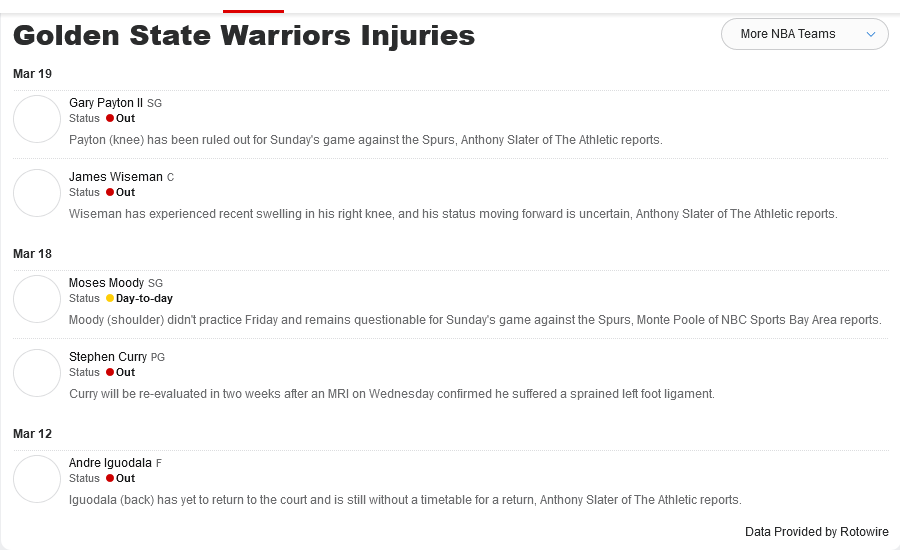 Golden State Warriors Injuries
More NBA Teams
Mar 19
Gary Payton II SG
Status Out
Payton (knee) has been ruled out for Sunday's game against the Spurs, Anthony Slater of The Athletic reports.
James Wiseman C
Status Out
Wiseman has experienced recent swelling in his right knee, and his status moving forward is uncertain, Anthony Slater of The Athletic reports.
Mar 18
Moses Moody SG
Status Day-to-day
Moody (shoulder) didn't practice Friday and remains questionable for Sunday's game against the Spurs, Monte Poole of NBC Sports Bay Area reports.
Stephen Curry PG
Status Out
Curry will be re-evaluated in two weeks after an MRI on Wednesday confirmed he suffered a sprained left foot ligament.
Mar 12
Andre Iguodala F
Status Out
Iguodala (back) has yet to return to the court and is still without a timetable for a return, Anthony Slater of The Athletic reports.
Data Provided by Rotowire